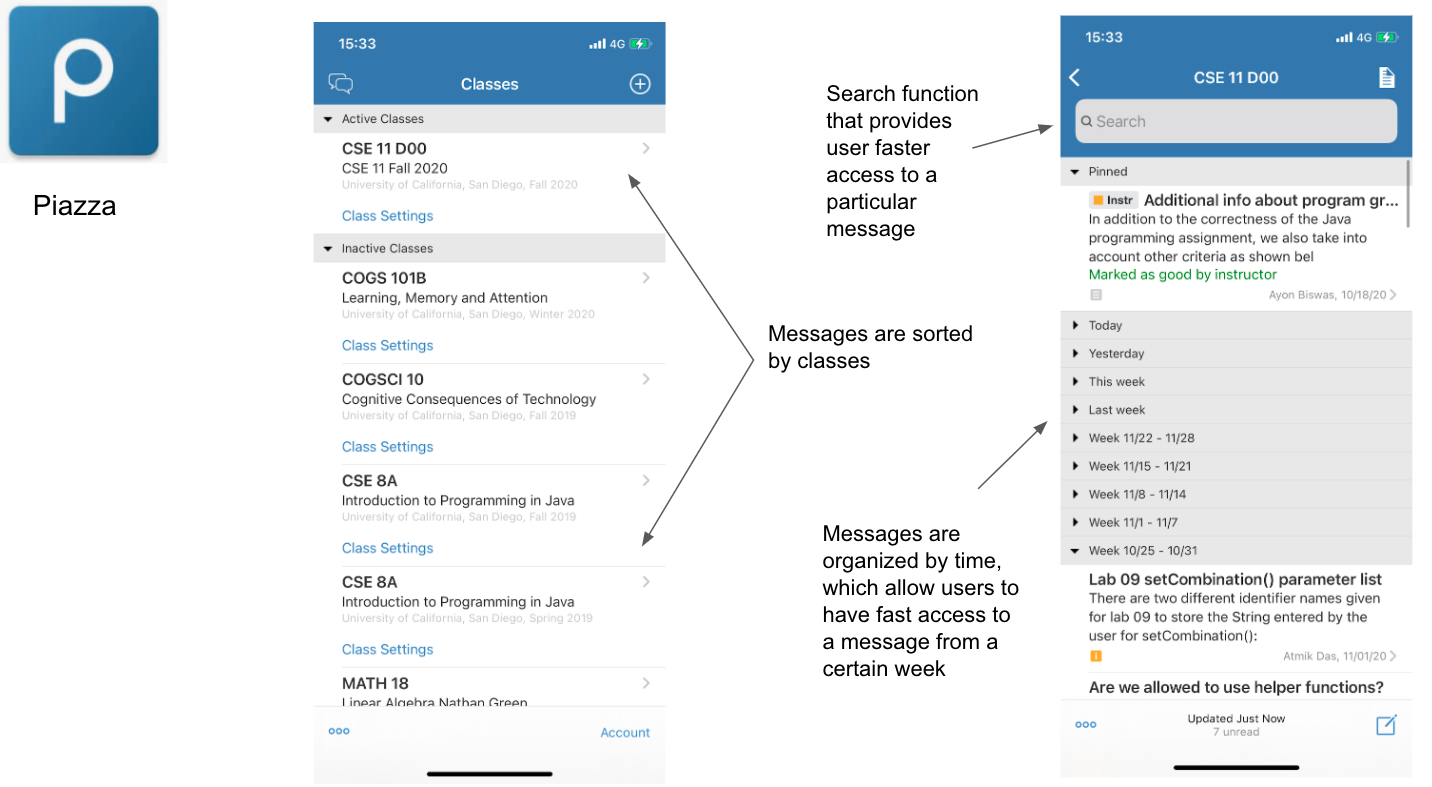 Piazza
15:33
4G
Classes
Active Classes
CSE 11 D00
CSE 11 Fall 2020
University of California, San Diego, Fall 2020
Class Settings
Inactive Classes
COGS 101B
Learning, Memory and Attention
University of California, San Diego, Winter 2020
Class Settings
COGSCI 10
Cognitive Consequences of Technology
University of California, San Diego, Fall 2019
Class Settings
CSE 8A
Introduction to Programming in Java
University of California, San Diego, Fall 2019
Class Settings
CSE 8A
Introduction to Programming in Java
University of California, San Diego, Spring 2019
Class Settings
MATH 18
Linear Algebra Nathan Green
Account
Search function
that provides
user faster
access to a
particular
message
Messages are sorted
by classes
Messages are
organized by time,
which allow users to
have fast access to
a message from a
certain week
15:33
4G
CSE 11 D00
Search
Pinned
Instr Additional info about program gr...
In addition to the correctness of the Java
programming assignment, we also take into
account other criteria as shown bel
Marked as good by instructor
Ayon Biswas, 10/18/20
Today
Yesterday
This week
Last week
Week 11/22 - 11/28
Week 11/15 - 11/21
Week 11/8 - 11/14
Week 11/1 - 11/7
Week 10/25 - 10/31
Lab 09 setCombination() parameter list
There are two different identifier names given
for lab 09 to store the String entered by the
user for setCombination():
i
Atmik Das, 11/01/20
Are we allowed to use helper functions?
Updated Just Now
7 unread